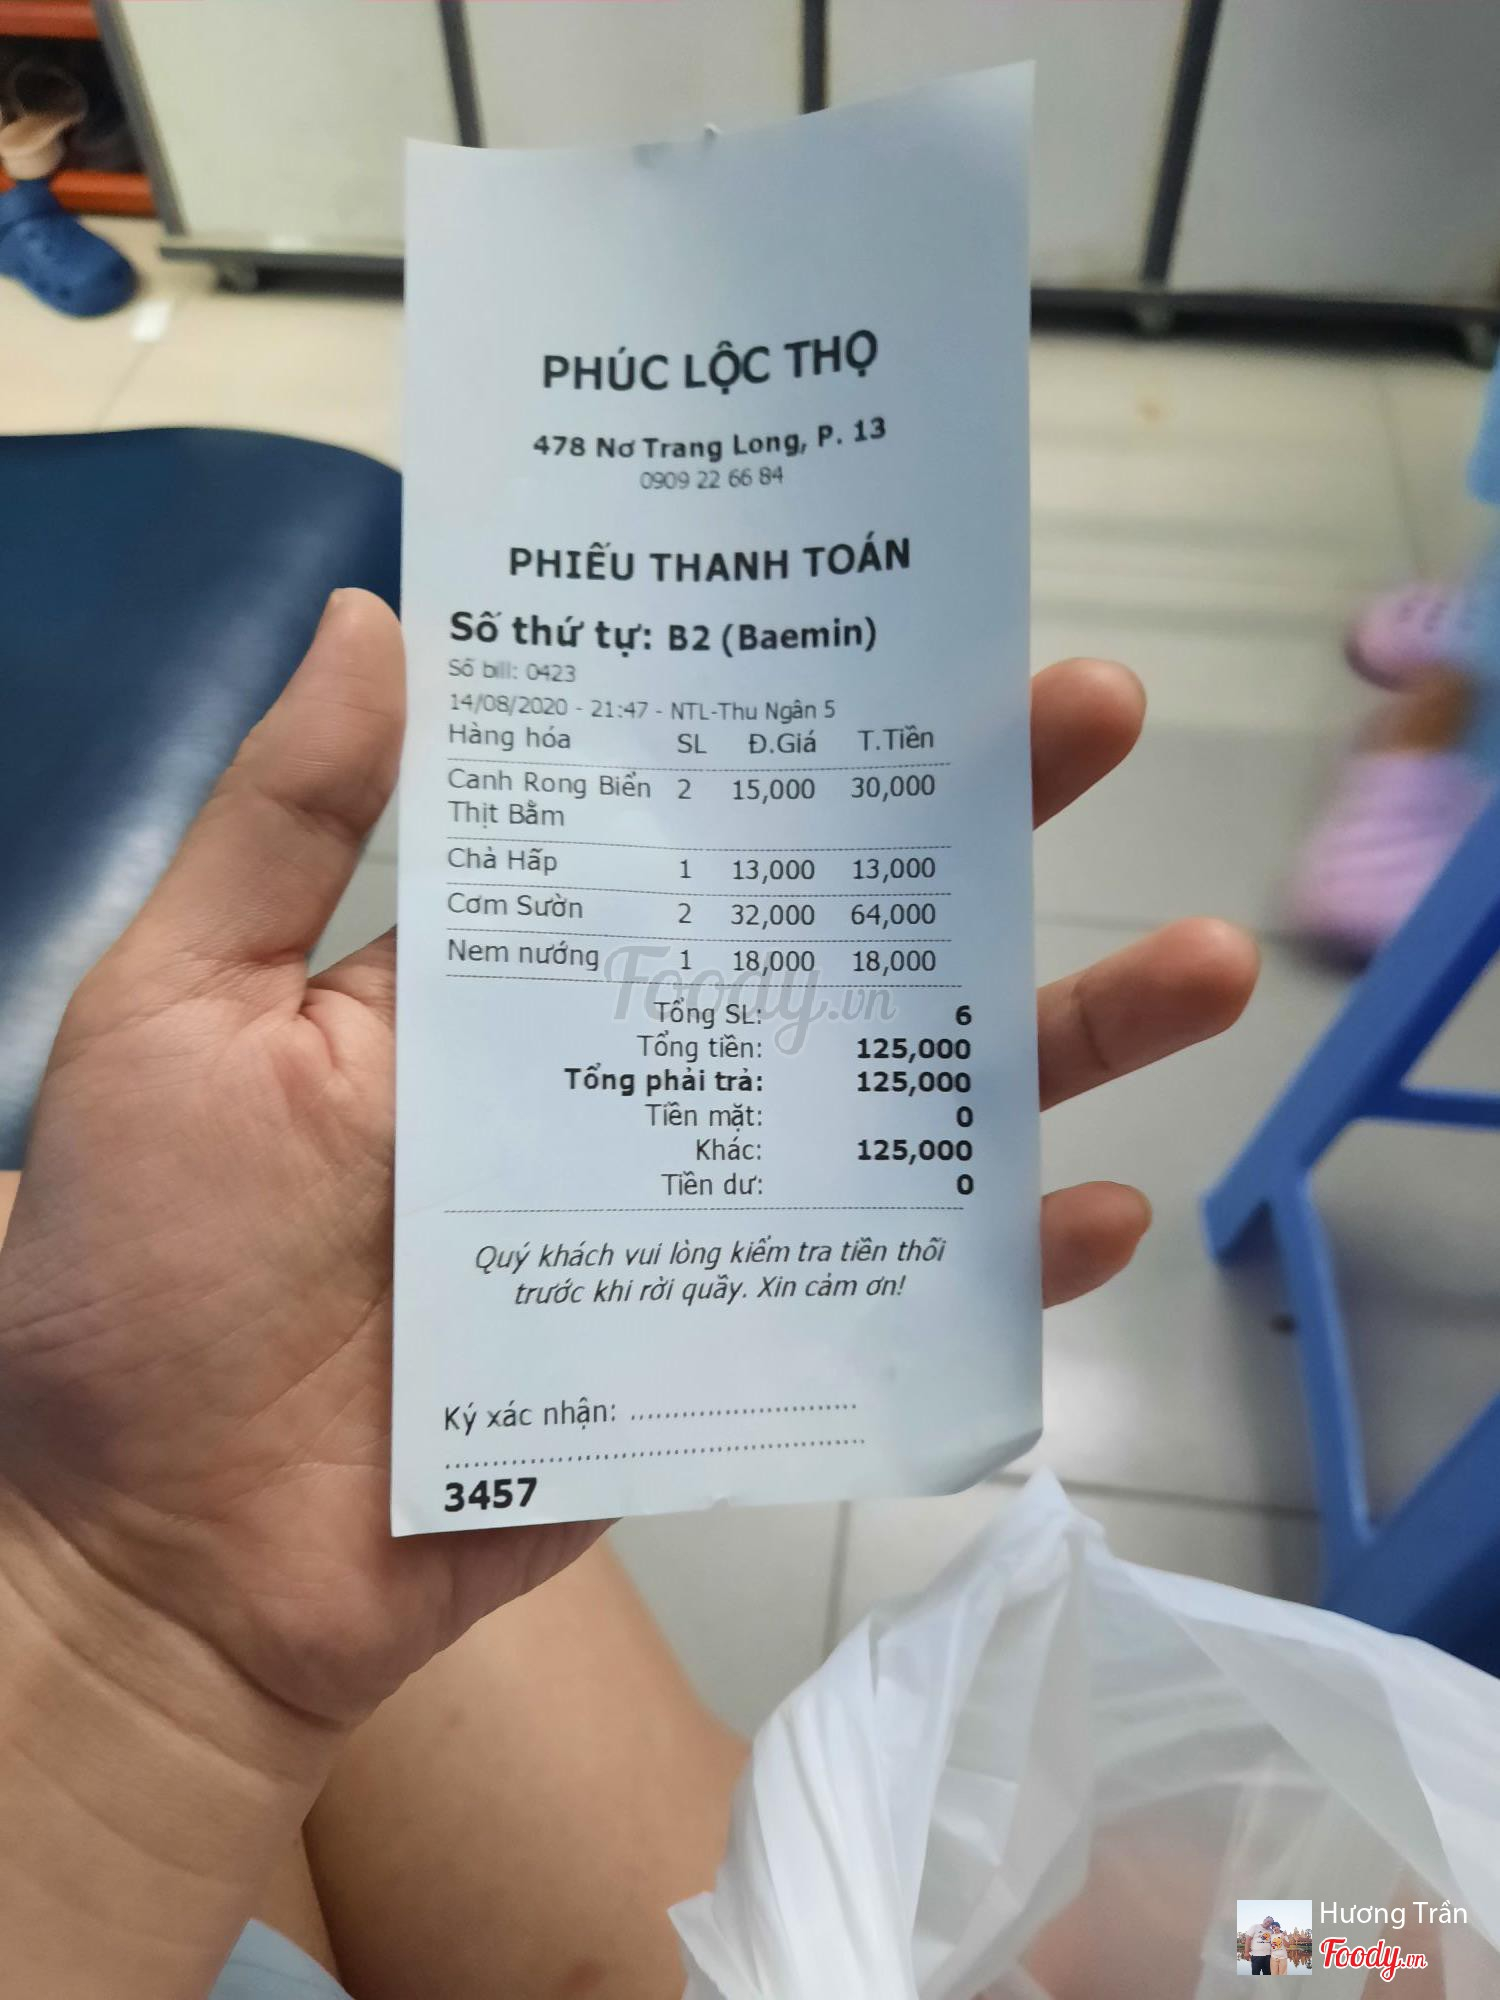 PHÚC LỘC THỌ
478 Nơ Trang Long, P. 13
0909 22 66 84
PHIẾU THANH TOÁN
Số thứ tự: B2 (Baemin)
Số bill: 0423
14/08/2020 - 21:47 - NTL-Thu Ngân 5
Hàng hóa SL Đ.Giá T.Tiền
Canh Rong Biển 2 15,000 30,000
Thịt Bằm
Chả Hấp 1 13,000 13,000
Cơm Sườn 2 32,000 64,000
Nem nướng 1 18,000 18,000
Foody.vn
Tổng SL: 6
Tổng tiền: 125,000
Tổng phải trả: 125,000
Tiền mặt: 0
Khác: 125,000
Tiền dư: 0
Quý khách vui lòng kiểm tra tiền thối
trước khi rời quầy. Xin cảm ơn!
Ký xác nhận: ............................
..................................................
3457
Hương Trần
Foody.vn